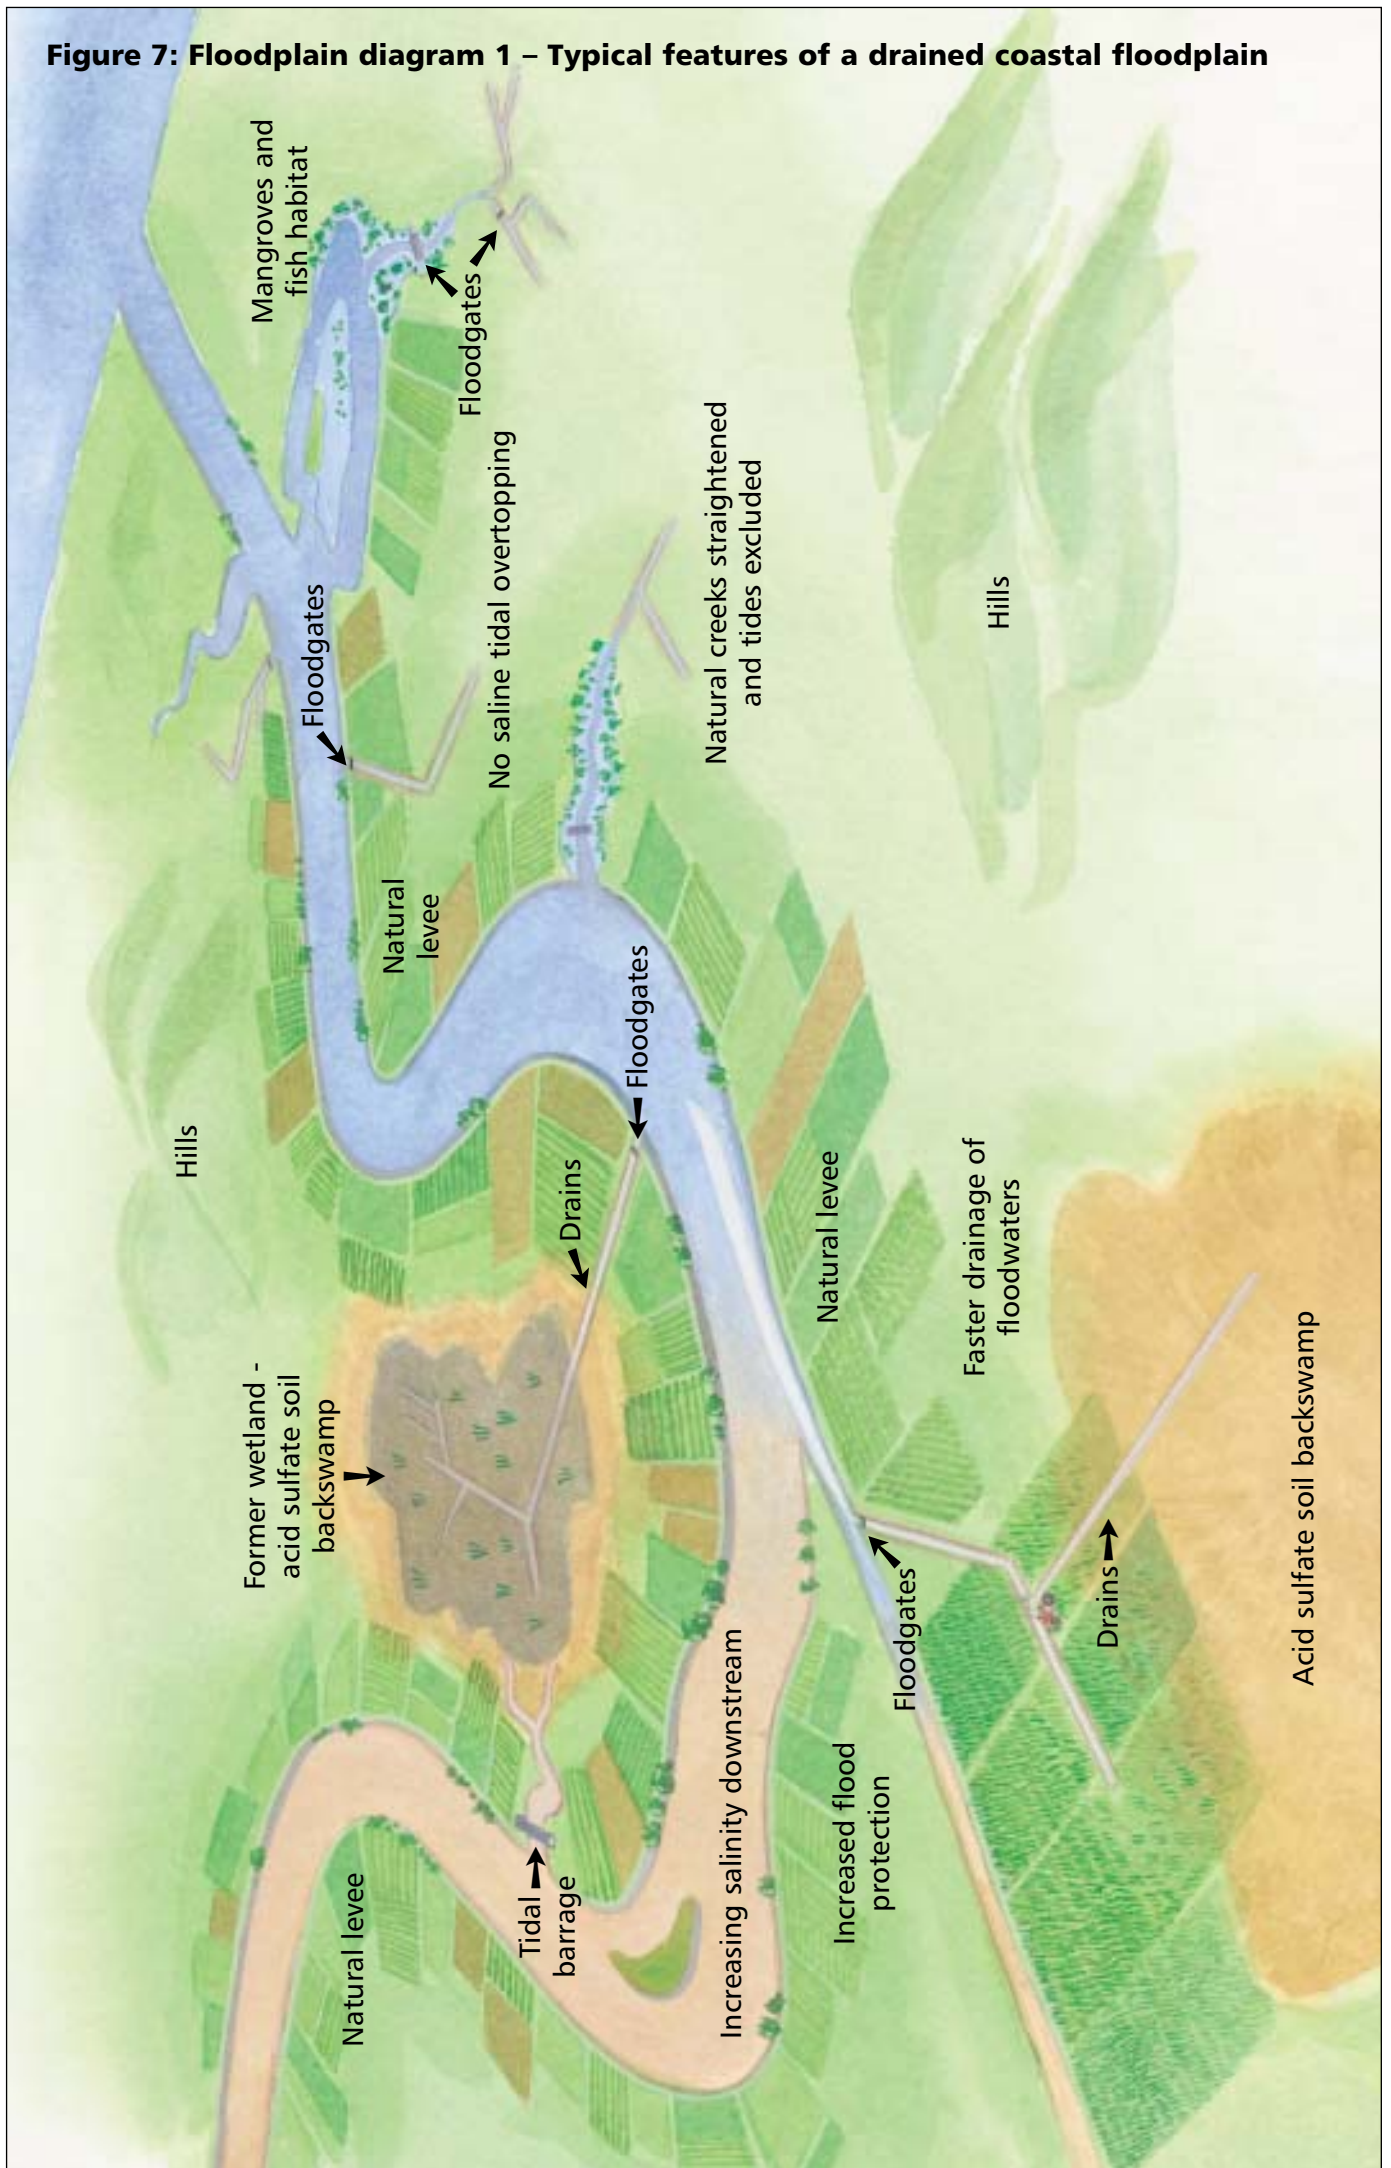 Figure 7: Floodplain diagram 1 – Typical features of a drained coastal floodplain
Mangroves and
fish habitat
Floodgates
Floodgates
No saline tidal overtopping
Natural creeks straightened
and tides excluded
Hills
Natural
levee
Floodgates
Hills
Drains
Natural levee
Faster drainage of
floodwaters
Former wetland -
acid sulfate soil
backswamp
Floodgates
Drains
Acid sulfate soil backswamp
Increasing salinity downstream
Increased flood
protection
Tidal
barrage
Natural levee